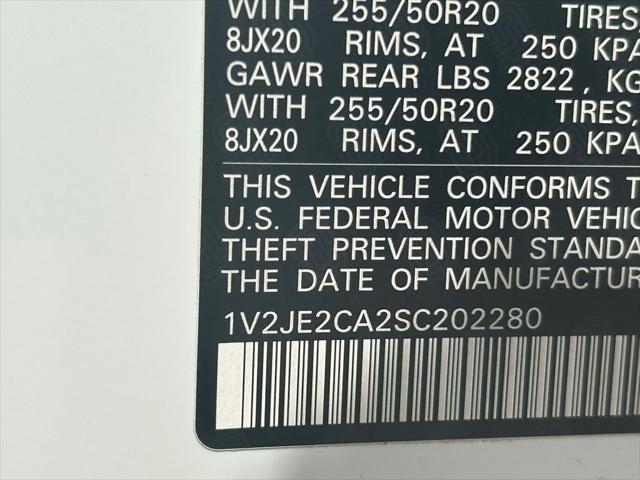 WITH 255/50R20 TIRES,
8JX20 RIMS, AT 250 KPA
GAWR REAR LBS 2822, KG
WITH 255/50R20 TIRES,
8JX20 RIMS, AT 250 KPA
THIS VEHICLE CONFORMS
U.S. FEDERAL MOTOR VEHIC
THEFT PREVENTION STANDA
THE DATE OF MANUFACTUR
1V2JE2CA2SC202280